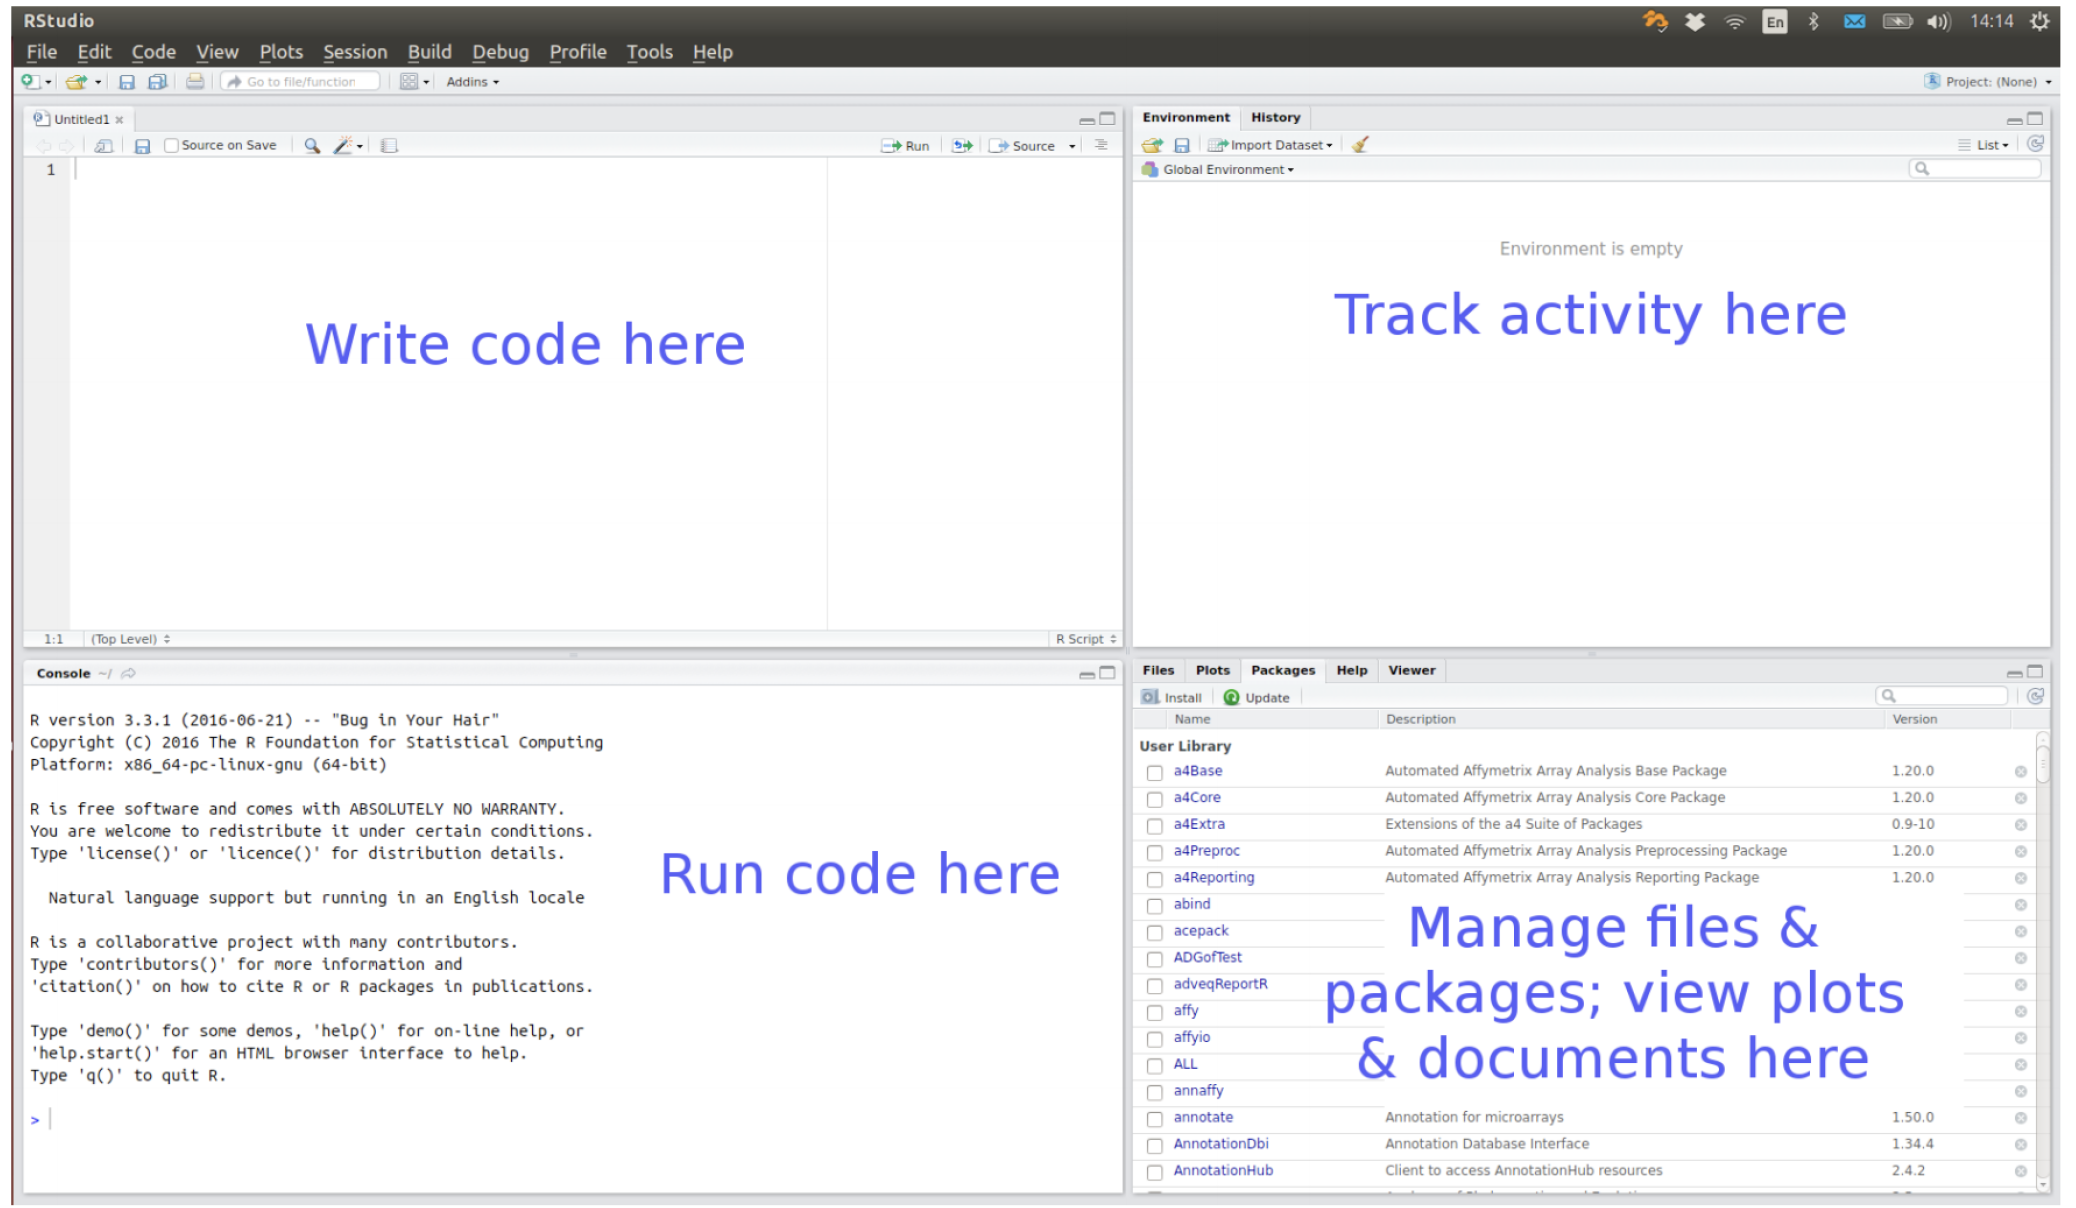 RStudio
En
14:14
File Edit Code View Plots Session Build Debug Profile Tools Help
Go to file/function
Addins
Project: (None)
Untitled1
Source on Save
Run
Source
1
Write code here
1:1 (Top Level)
R Script
Environment History
Import Dataset
List
Global Environment
Environment is empty
Track activity here
Console ~/
R version 3.3.1 (2016-06-21) -- "Bug in Your Hair"
Copyright (C) 2016 The R Foundation for Statistical Computing
Platform: x86_64-pc-linux-gnu (64-bit)
R is free software and comes with ABSOLUTELY NO WARRANTY.
You are welcome to redistribute it under certain conditions.
Type 'license()' or 'licence()' for distribution details.
Natural language support but running in an English locale
R is a collaborative project with many contributors.
Type 'contributors()' for more information and
'citation()' on how to cite R or R packages in publications.
Type 'demo()' for some demos, 'help()' for on-line help, or
'help.start()' for an HTML browser interface to help.
Type 'q()' to quit R.
>
Run code here
Files Plots Packages Help Viewer
Install Update
Name Description Version
User Library
a4Base Automated Affymetrix Array Analysis Base Package 1.20.0
a4Core Automated Affymetrix Array Analysis Core Package 1.20.0
a4Extra Extensions of the a4 Suite of Packages 0.9-10
a4Preproc Automated Affymetrix Array Analysis Preprocessing Package 1.20.0
a4Reporting Automated Affymetrix Array Analysis Reporting Package 1.20.0
abind
acepack
ADGofTest
adveqReportR
affy
affyio
ALL
annaffy
Manage files &
packages; view plots
& documents here
annotate Annotation for microarrays 1.50.0
AnnotationDbi Annotation Database Interface 1.34.4
AnnotationHub Client to access AnnotationHub resources 2.4.2